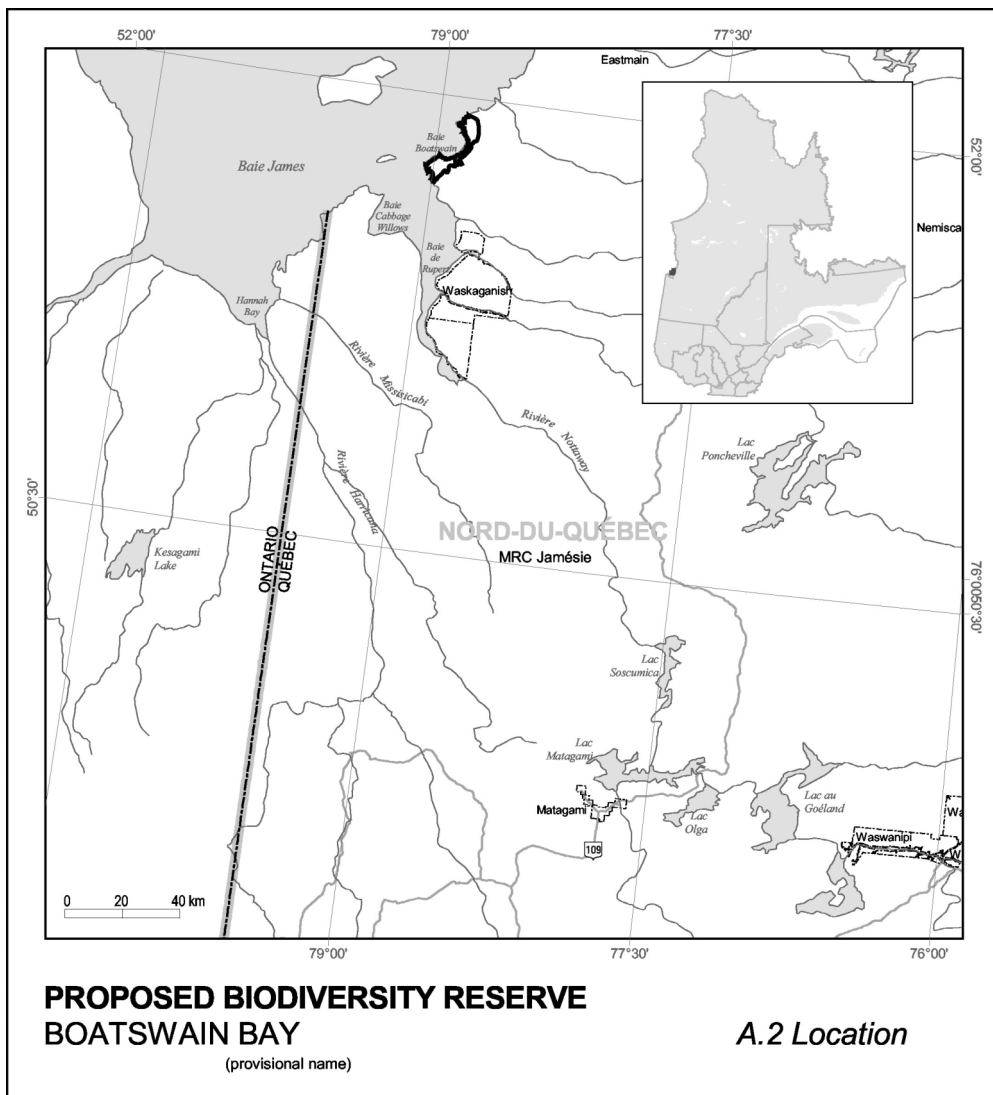 52°00'
79°00'
77°30'
Eastmain
Baie
Boatswain
52°00'
Baie James
Baie
Cabbage
Willows
Nemisca
Baie
de
Rupert
Waskaganish
Hannah
Bay
Rivière Missisicabi
Rivière Nottaway
Lac
Poncheville
50°30'
Rivière Harricana
NORD-DU-QUÉBEC
MRC Jamésie
Kesagami
Lake
ONTARIO
QUÉBEC
76°00'50°30'
Lac
Soscumica
Lac
Matagami
Matagami
Lac
Olga
Lac au
Goéland
Wa
Waswanipi
W
109
0 20 40 km
79°00'
77°30'
76°00'
PROPOSED BIODIVERSITY RESERVE
BOATSWAIN BAY
(provisional name)
A.2 Location